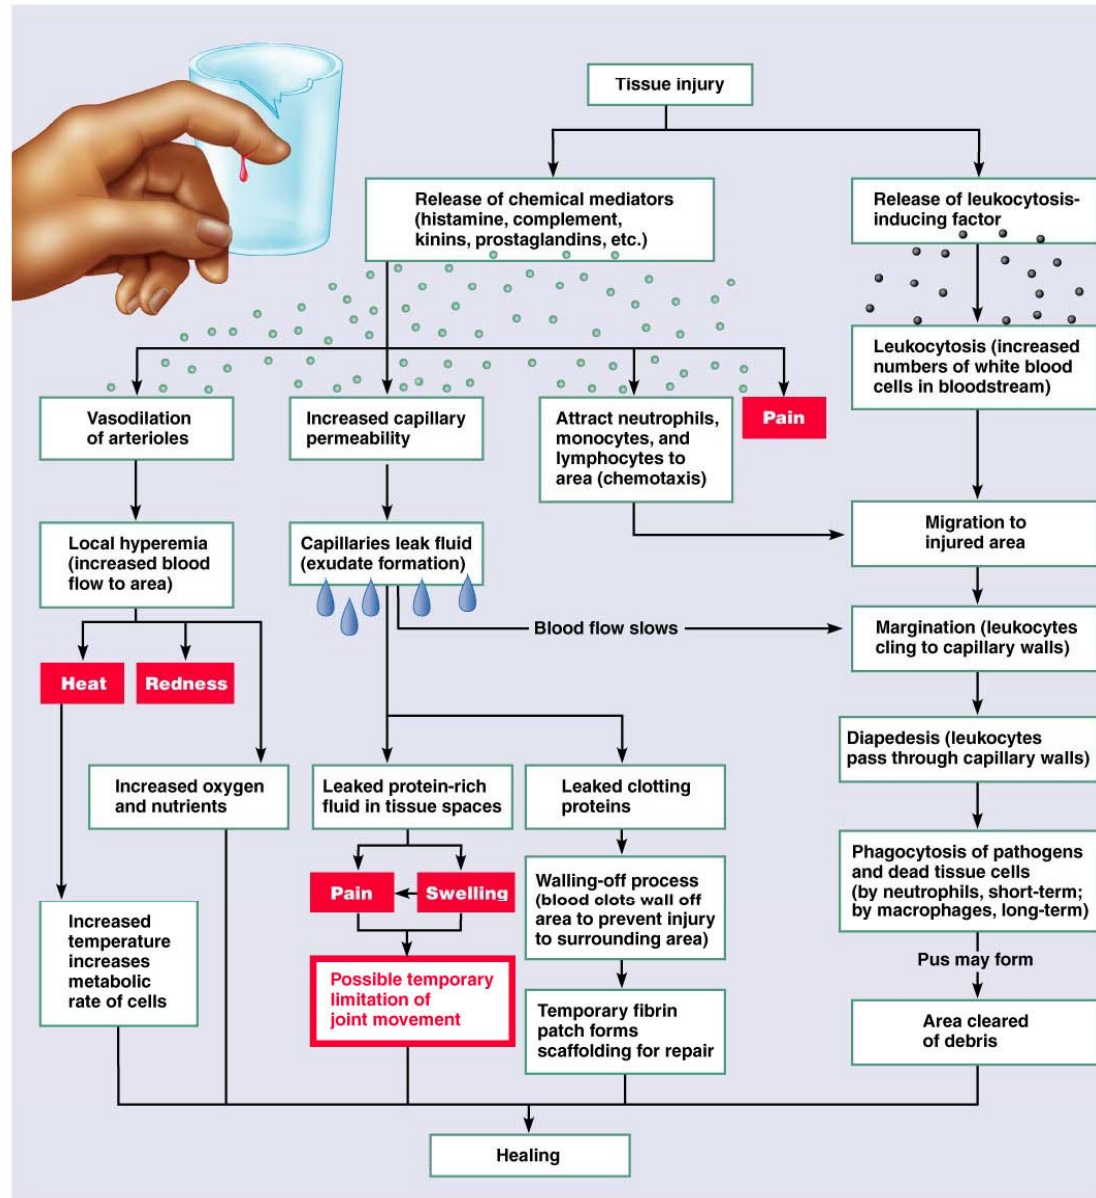 Tissue injury
Release of chemical mediators
(histamine, complement,
kinins, prostaglandins, etc.)
Release of leukocytosis-
inducing factor
Leukocytosis (increased
numbers of white blood
cells in bloodstream)
Vasodilation
of arterioles
Increased capillary
permeability
Attract neutrophils,
monocytes, and
lymphocytes to
area (chemotaxis)
Pain
Local hyperemia
(increased blood
flow to area)
Capillaries leak fluid
(exudate formation)
Migration to
injured area
Blood flow slows
Margination (leukocytes
cling to capillary walls)
Heat
Redness
Diapedesis (leukocytes
pass through capillary walls)
Increased oxygen
and nutrients
Leaked protein-rich
fluid in tissue spaces
Leaked clotting
proteins
Phagocytosis of pathogens
and dead tissue cells
(by neutrophils, short-term;
by macrophages, long-term)
Pain
Swelling
Walling-off process
(blood clots wall off
area to prevent injury
to surrounding area)
Increased
temperature
increases
metabolic
rate of cells
Pus may form
Possible temporary
limitation of
joint movement
Temporary fibrin
patch forms
scaffolding for repair
Area cleared
of debris
Healing